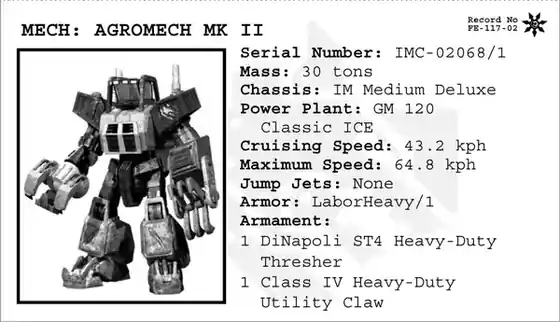 Record No
FE-117-02
MECH: AGROMECH MK II
Serial Number: IMC-02068/1
Mass: 30 tons
Chassis: IM Medium Deluxe
Power Plant: GM 120
Classic ICE
Cruising Speed: 43.2 kph
Maximum Speed: 64.8 kph
Jump Jets: None
Armor: LaborHeavy/1
Armament:
1 DiNapoli ST4 Heavy-Duty
Thresher
1 Class IV Heavy-Duty
Utility Claw